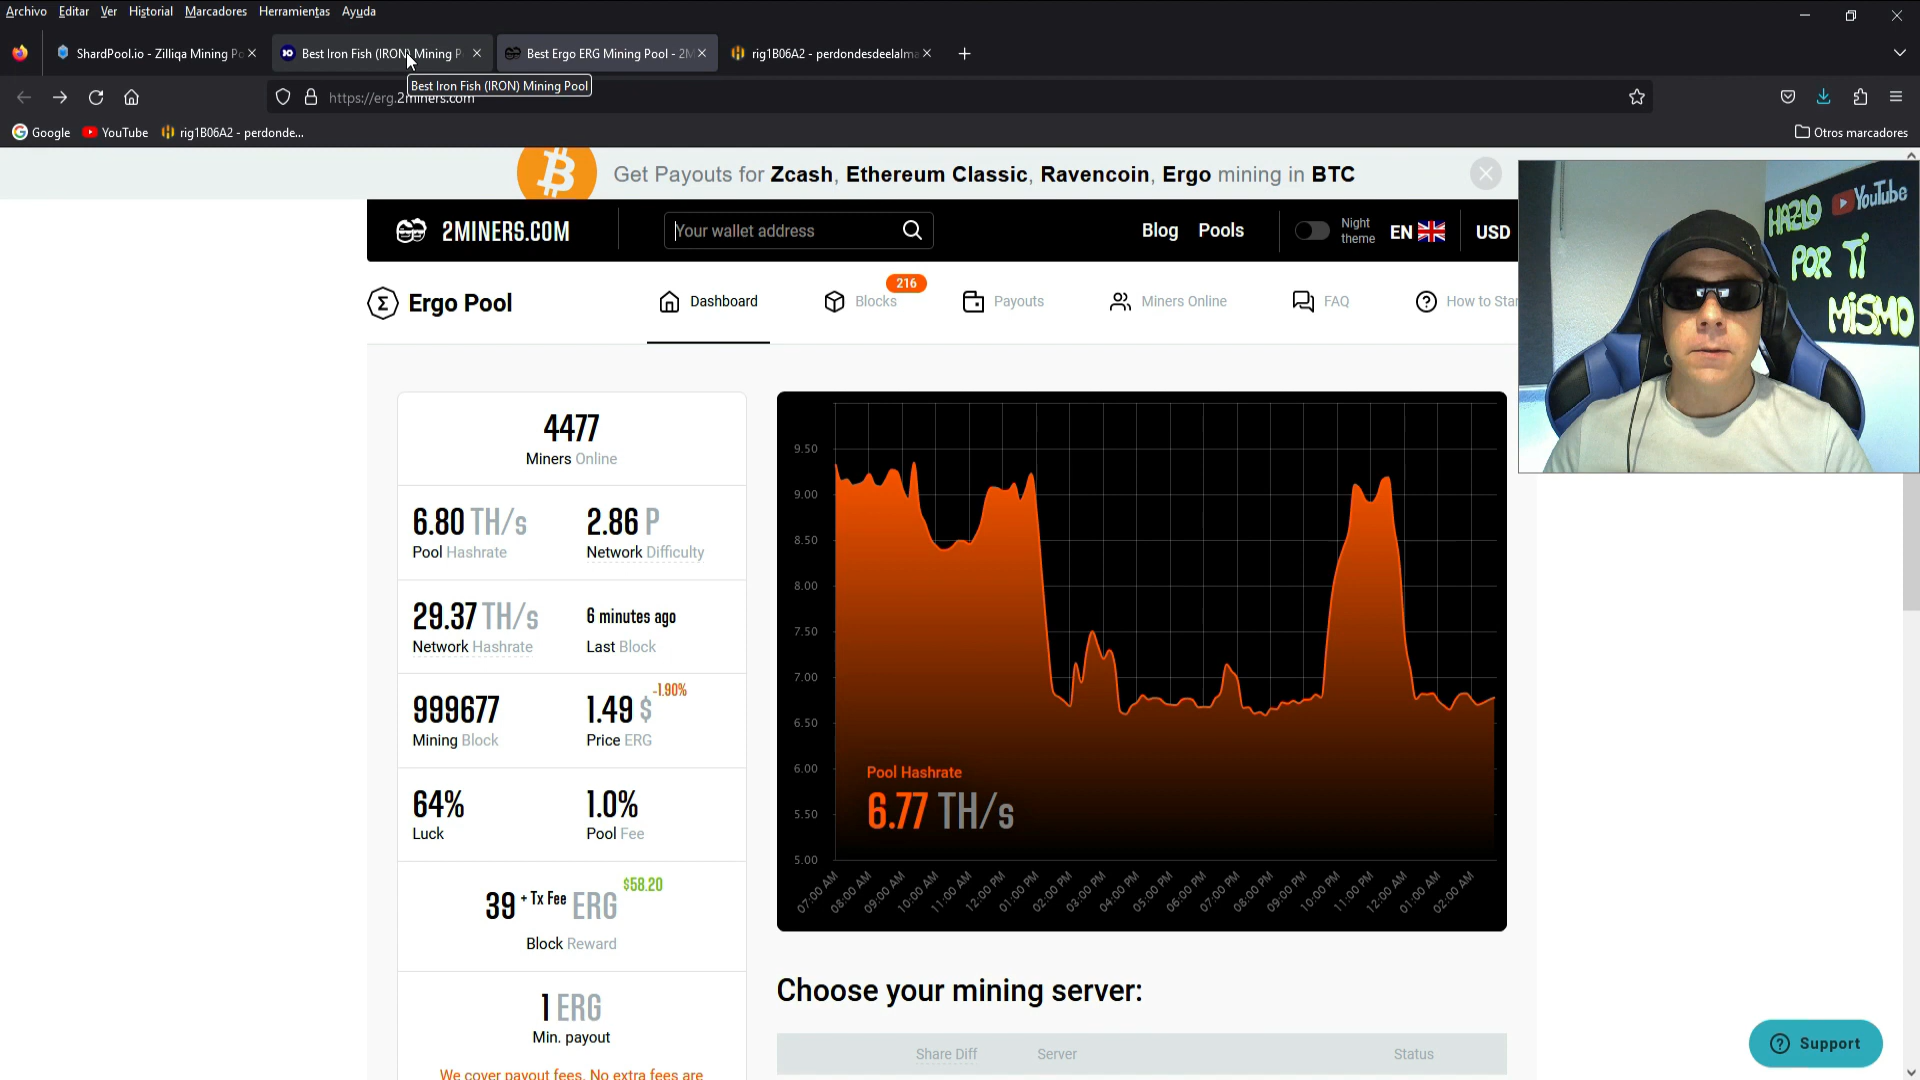 Archivo Editar Ver Historial Marcadores Herramientas Ayuda
ShardPool.io - Zilliqa Mining Po
Best Iron Fish (IRON) Mining P
Best Ergo ERG Mining Pool - 2M
rig1B06A2 - perdondesdeelalma
Best Iron Fish (IRON) Mining Pool
https://erg.2miners.com
Google YouTube rig1B06A2 - perdonde...
Otros marcadores
Get Payouts for Zcash, Ethereum Classic, Ravencoin, Ergo mining in BTC
2MINERS.COM
Your wallet address
Blog Pools
Night theme
EN
USD
Ergo Pool
Dashboard
Blocks
216
Payouts
Miners Online
FAQ
How to Star
YouTube
HAZLO
POR TI
MISMO
4477
Miners Online
6.80 TH/s
Pool Hashrate
2.86 P
Network Difficulty
29.37 TH/s
Network Hashrate
6 minutes ago
Last Block
999677
Mining Block
1.49 $
-1.90%
Price ERG
64%
Luck
1.0%
Pool Fee
39 + Tx Fee ERG
$58.20
Block Reward
1 ERG
Min. payout
We cover payout fees. No extra fees are
9.50
9.00
8.50
8.00
7.50
7.00
6.50
6.00
5.50
5.00
Pool Hashrate
6.77 TH/s
07:00 AM 08:00 AM 09:00 AM 10:00 AM 11:00 AM 12:00 PM 01:00 PM 02:00 PM 03:00 PM 04:00 PM 05:00 PM 06:00 PM 07:00 PM 08:00 PM 09:00 PM 10:00 PM 11:00 PM 12:00 AM 01:00 AM 02:00 AM
Choose your mining server:
Share Diff Server Status
Support